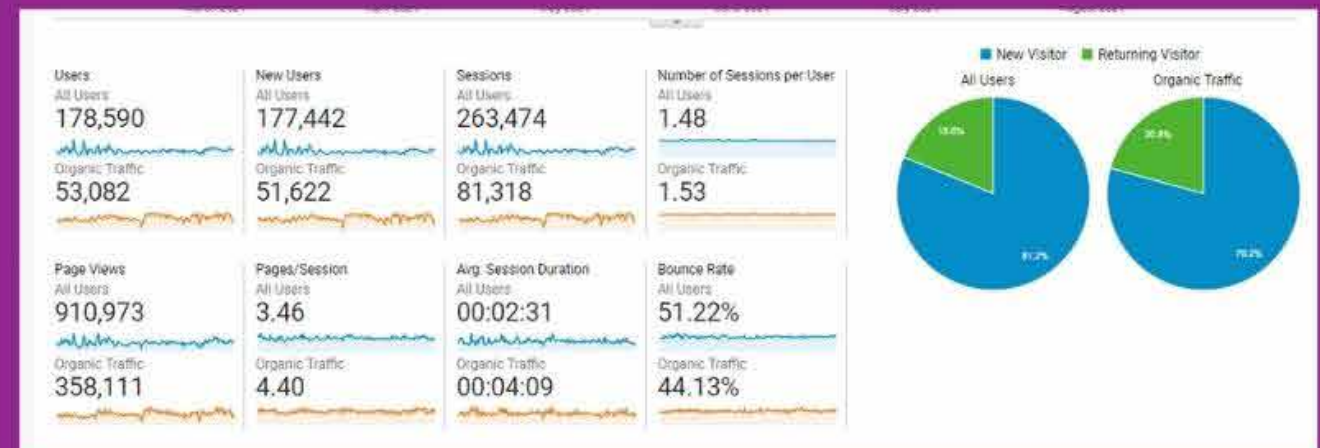 New Visitor Returning Visitor
All Users Organic Traffic
Users New Users Sessions Number of Sessions per User
All Users All Users All Users All Users
178,590 177,442 263,474 1.48
Organic Traffic Organic Traffic Organic Traffic Organic Traffic
53,082 51,622 81,318 1.53
Page Views Pages/Session Avg. Session Duration Bounce Rate
All Users All Users All Users All Users
910,973 3.46 00:02:31 51.22%
Organic Traffic Organic Traffic Organic Traffic Organic Traffic
358,111 4.40 00:04:09 44.13%